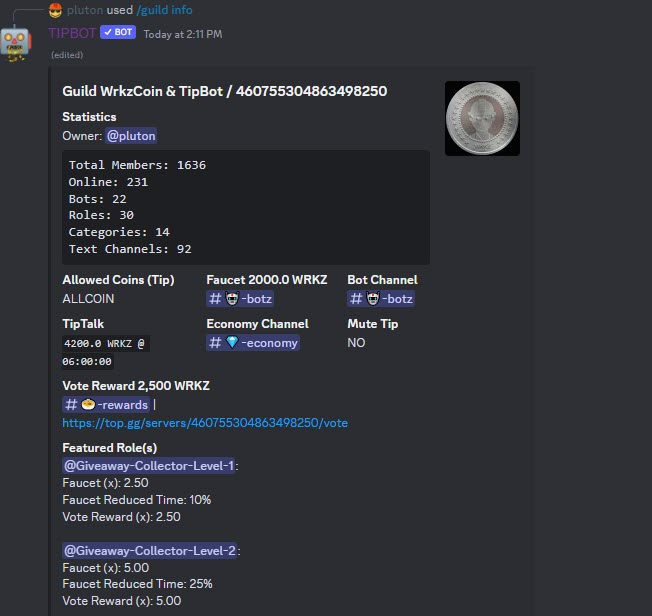 pluton used /guild info
TIPBOT ✓ BOT Today at 2:11 PM
(edited)
Guild WrkzCoin & TipBot / 460755304863498250
Statistics
Owner: @pluton
Total Members: 1636
Online: 231
Bots: 22
Roles: 30
Categories: 14
Text Channels: 92
Allowed Coins (Tip) Faucet 2000.0 WRKZ Bot Channel
ALLCOIN # -botz # -botz
TipTalk Economy Channel Mute Tip
4200.0 WRKZ @ # -economy NO
06:00:00
Vote Reward 2,500 WRKZ
# -rewards |
https://top.gg/servers/460755304863498250/vote
Featured Role(s)
@Giveaway-Collector-Level-1:
Faucet (x): 2.50
Faucet Reduced Time: 10%
Vote Reward (x): 2.50
@Giveaway-Collector-Level-2:
Faucet (x): 5.00
Faucet Reduced Time: 25%
Vote Reward (x): 5.00